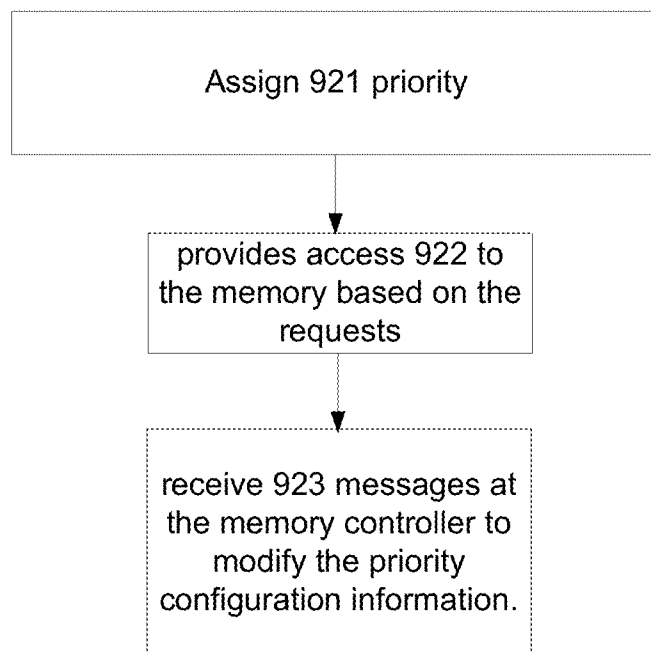 Assign 921 priority
provides access 922 to
the memory based on the
requests
receive 923 messages at
the memory controller to
modify the priority
configuration information.